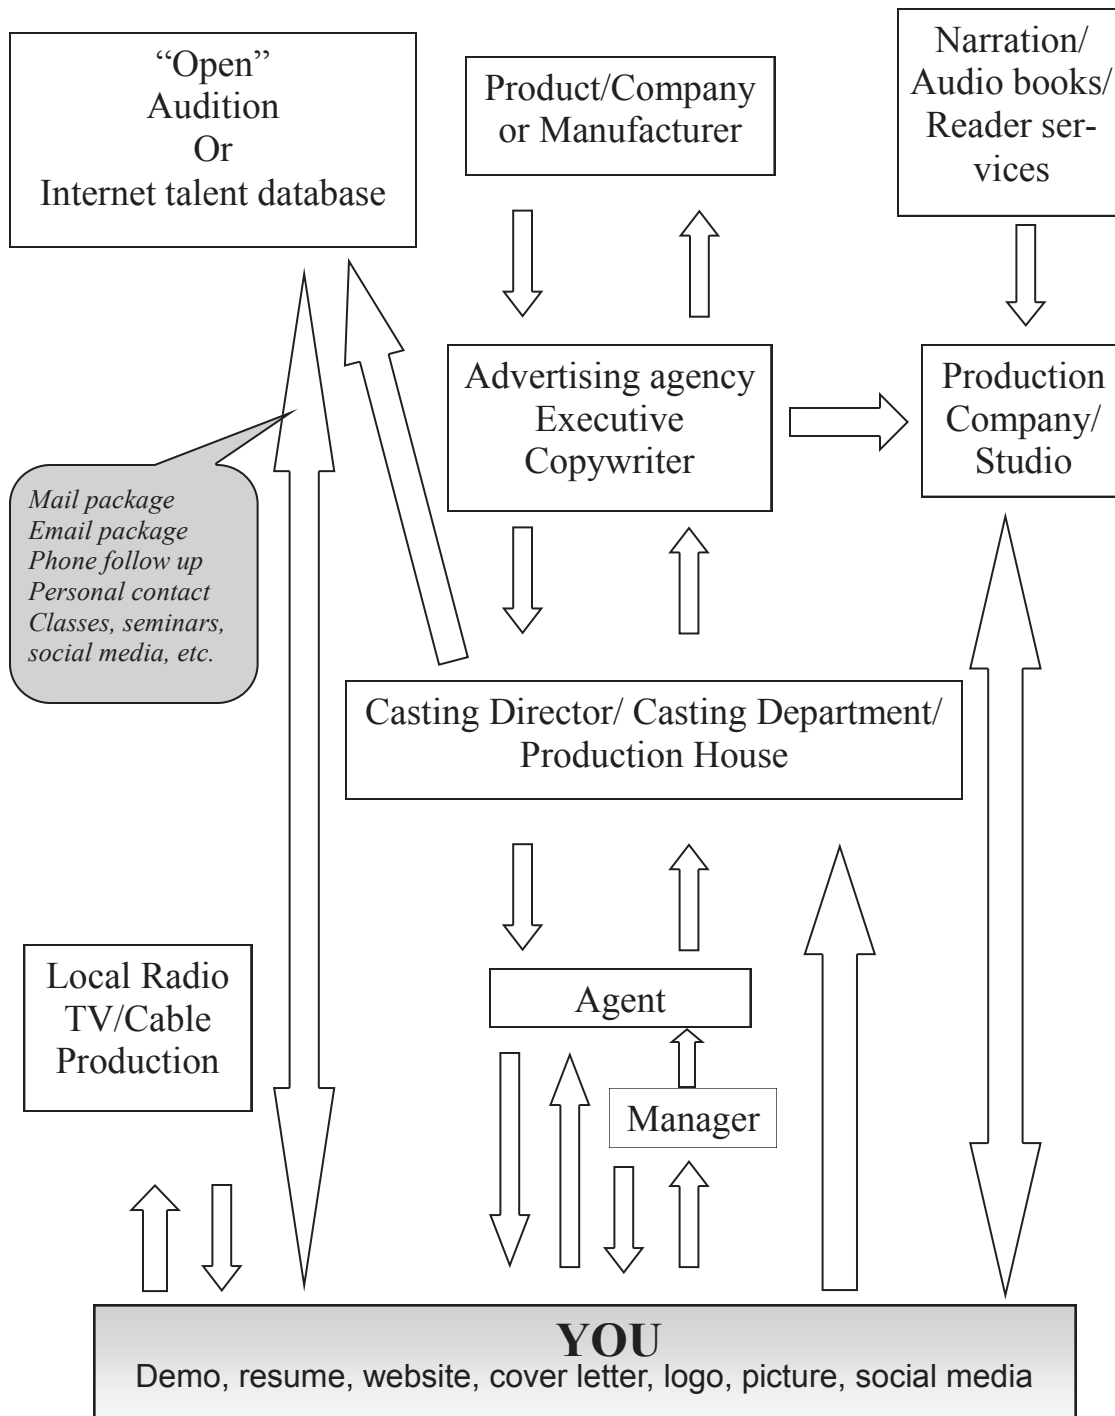 “Open”
Audition
Or
Internet talent database
Product/Company
or Manufacturer
Narration/
Audio books/
Reader ser-
vices
Advertising agency
Executive
Copywriter
Production
Company/
Studio
Mail package
Email package
Phone follow up
Personal contact
Classes, seminars,
social media, etc.
Casting Director/ Casting Department/
Production House
Local Radio
TV/Cable
Production
Agent
Manager
YOU
Demo, resume, website, cover letter, logo, picture, social media